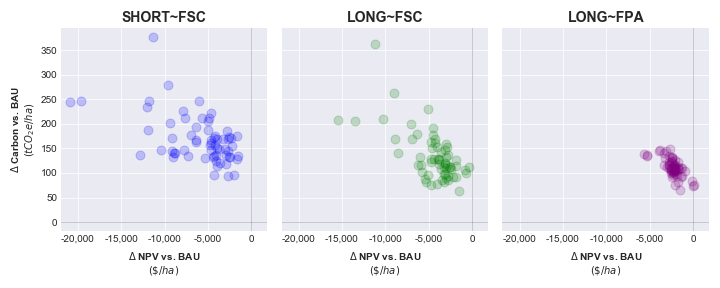 SHORT~FSC
LONG~FSC
LONG~FPA
Δ Carbon vs. BAU
(tCO₂e/ha)
350
300
250
200
150
100
50
0
-20,000 -15,000 -10,000 -5,000 0
-20,000 -15,000 -10,000 -5,000 0
-20,000 -15,000 -10,000 -5,000 0
Δ NPV vs. BAU
($/ha)
Δ NPV vs. BAU
($/ha)
Δ NPV vs. BAU
($/ha)